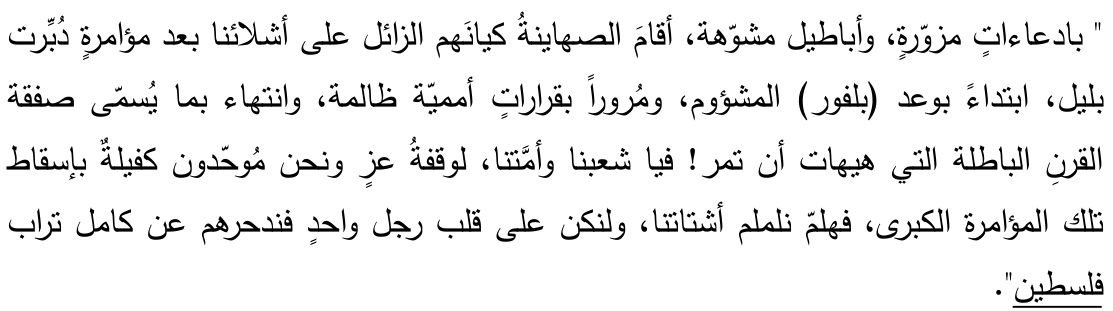 " بادعاءاتٍ مزوّرةٍ، وأباطيل مشوّهة، أقامَ الصهاينةُ كيانَهم الزائل على أشلائنا بعد مؤامرةٍ دُبِّرت
بليل، ابتداءً بوعد (بلفور) المشؤوم، ومُروراً بقراراتٍ أمميّة ظالمة، وانتهاء بما يُسمّى صفقة
القرنِ الباطلة التي هيهات أن تمر! فيا شعبنا وأمَّتنا، لوقفةُ عزٍ ونحن مُوحّدون كفيلةٌ بإسقاط
تلك المؤامرة الكبرى، فهلمّ نلملم أشتاتنا، ولنكن على قلب رجل واحدٍ فندحرهم عن كامل تراب
فلسطين".